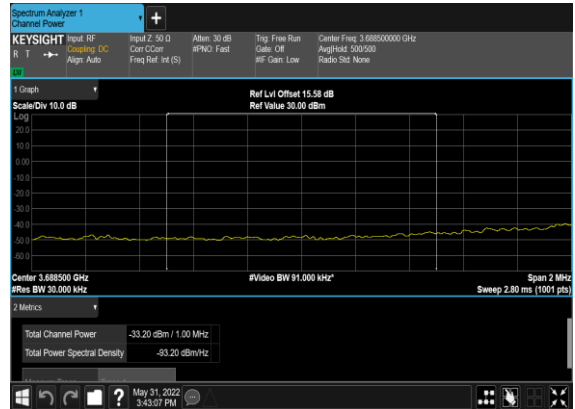 Spectrum Analyzer 1
Channel Power
+
KEYSIGHT Input: RF Input Z: 50 Ω Atten: 30 dB Trig: Free Run Center Freq: 3.688500000 GHz
R T Coupling: DC Corr CCorr #PNO: Fast Gate: Off Avg|Hold: 500/500
Align: Auto Freq Ref: Int (S) #IF Gain: Low Radio Std: None
LW
1 Graph
Ref Lvl Offset 15.58 dB
Scale/Div 10.0 dB Ref Value 30.00 dBm
Log
20.0
10.0
0.00
-10.0
-20.0
-30.0
-40.0
-50.0
-60.0
Center 3.688500 GHz #Video BW 91.000 kHz* Span 2 MHz
#Res BW 30.000 kHz Sweep 2.80 ms (1001 pts)
2 Metrics
Total Channel Power -33.20 dBm / 1.00 MHz
Total Power Spectral Density -93.20 dBm/Hz
? May 31, 2022
3:43:07 PM